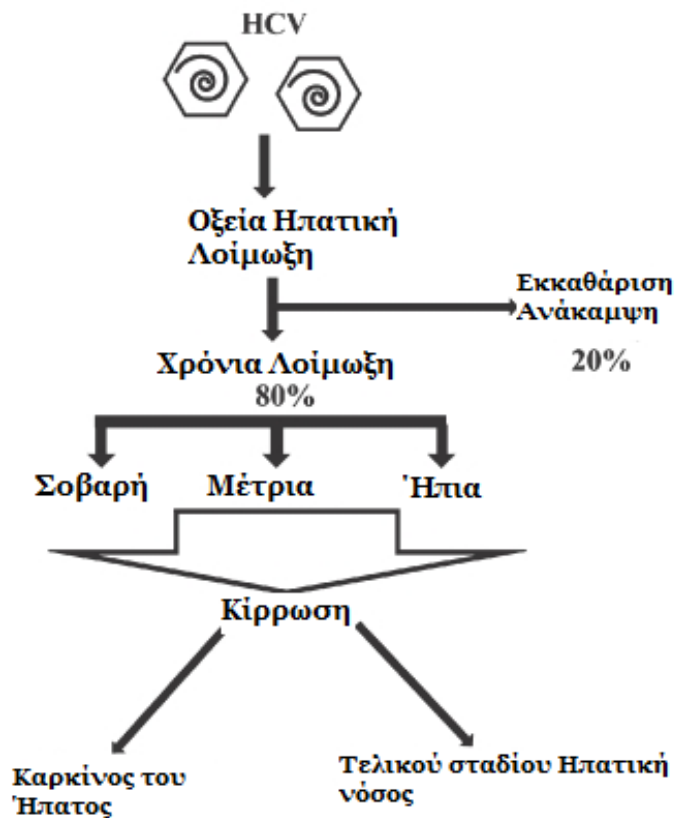 HCV
Οξεία Ηπατική
Λοίμωξη
Εκκαθάριση
Ανάκαμψη
20%
Χρόνια Λοίμωξη
80%
Σοβαρή
Μέτρια
Ήπια
Κίρρωση
Καρκίνος του
Ήπατος
Τελικού σταδίου Ηπατική
νόσος